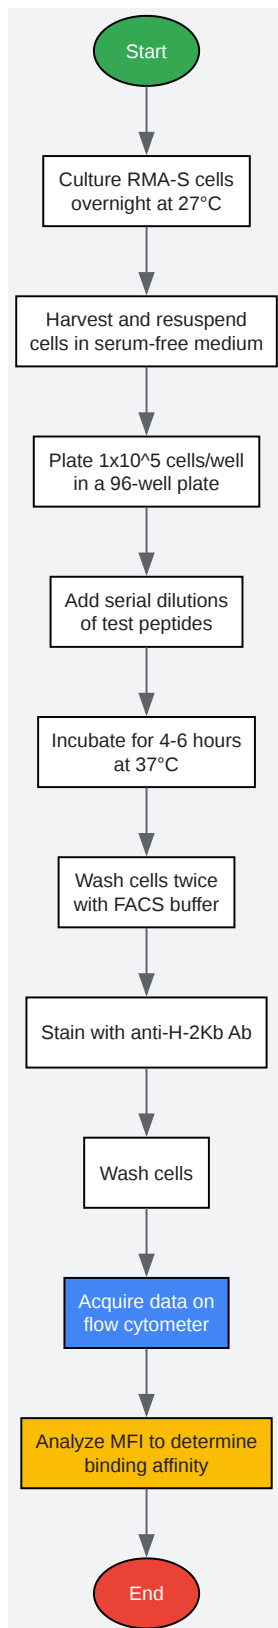 Start
Culture RMA-S cells
overnight at 27°C
Harvest and resuspend
cells in serum-free medium
Plate 1x10^5 cells/well
in a 96-well plate
Add serial dilutions
of test peptides
Incubate for 4-6 hours
at 37°C
Wash cells twice
with FACS buffer
Stain with anti-H-2Kb Ab
Wash cells
Acquire data on
flow cytometer
Analyze MFI to determine
binding affinity
End